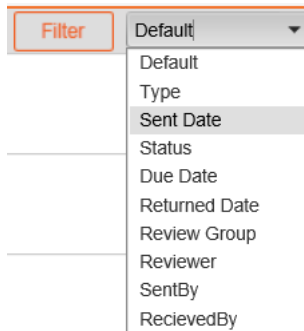 Filter Default
Default
Type
Sent Date
Status
Due Date
Returned Date
Review Group
Reviewer
SentBy
RecievedBy